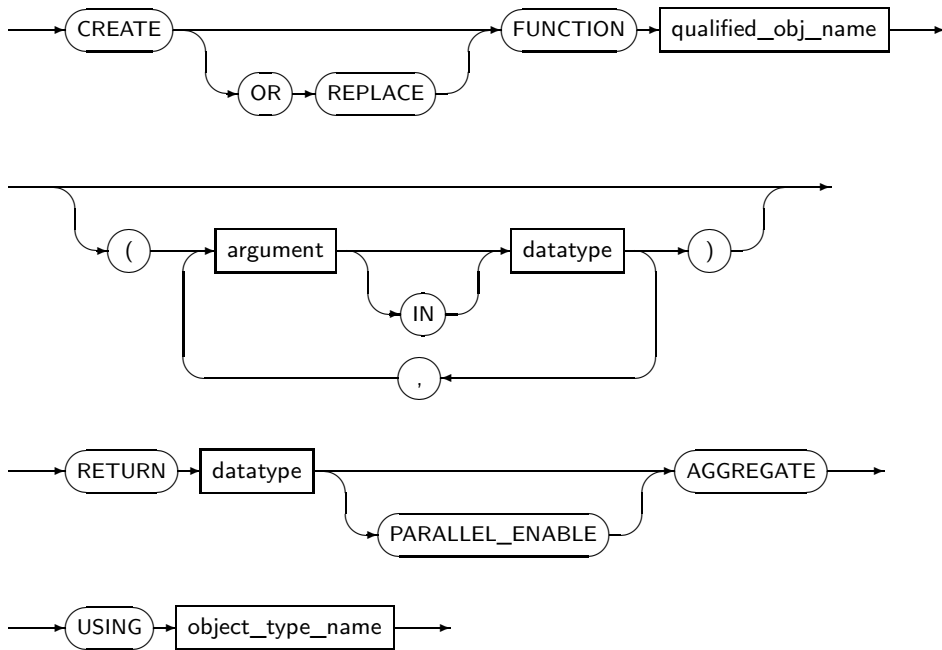 CREATE FUNCTION qualified_obj_name
OR REPLACE
( argument datatype )
IN
,
RETURN datatype AGGREGATE
PARALLEL_ENABLE
USING object_type_name